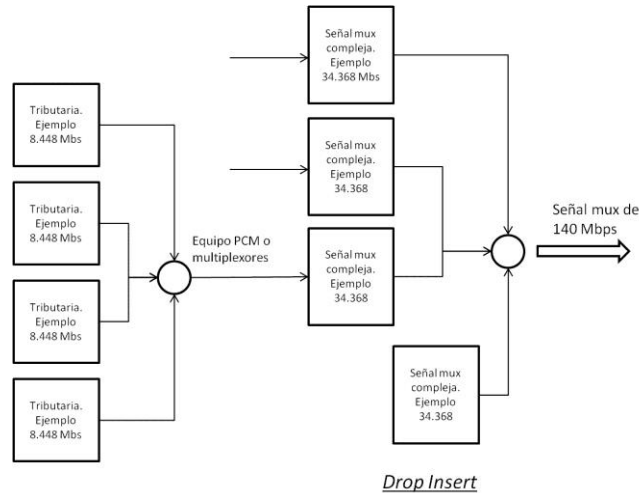 Señal mux
compleja.
Ejemplo
34.368 Mbs
Tributaria.
Ejemplo
8.448 Mbs
Señal mux
compleja.
Ejemplo
34.368
Tributaria.
Ejemplo
8.448 Mbs
Equipo PCM o
multiplexores
Señal mux
compleja.
Ejemplo
34.368
Señal mux de
140 Mbps
Tributaria.
Ejemplo
8.448 Mbs
Tributaria.
Ejemplo
8.448 Mbs
Señal mux
compleja.
Ejemplo
34.368
Drop Insert